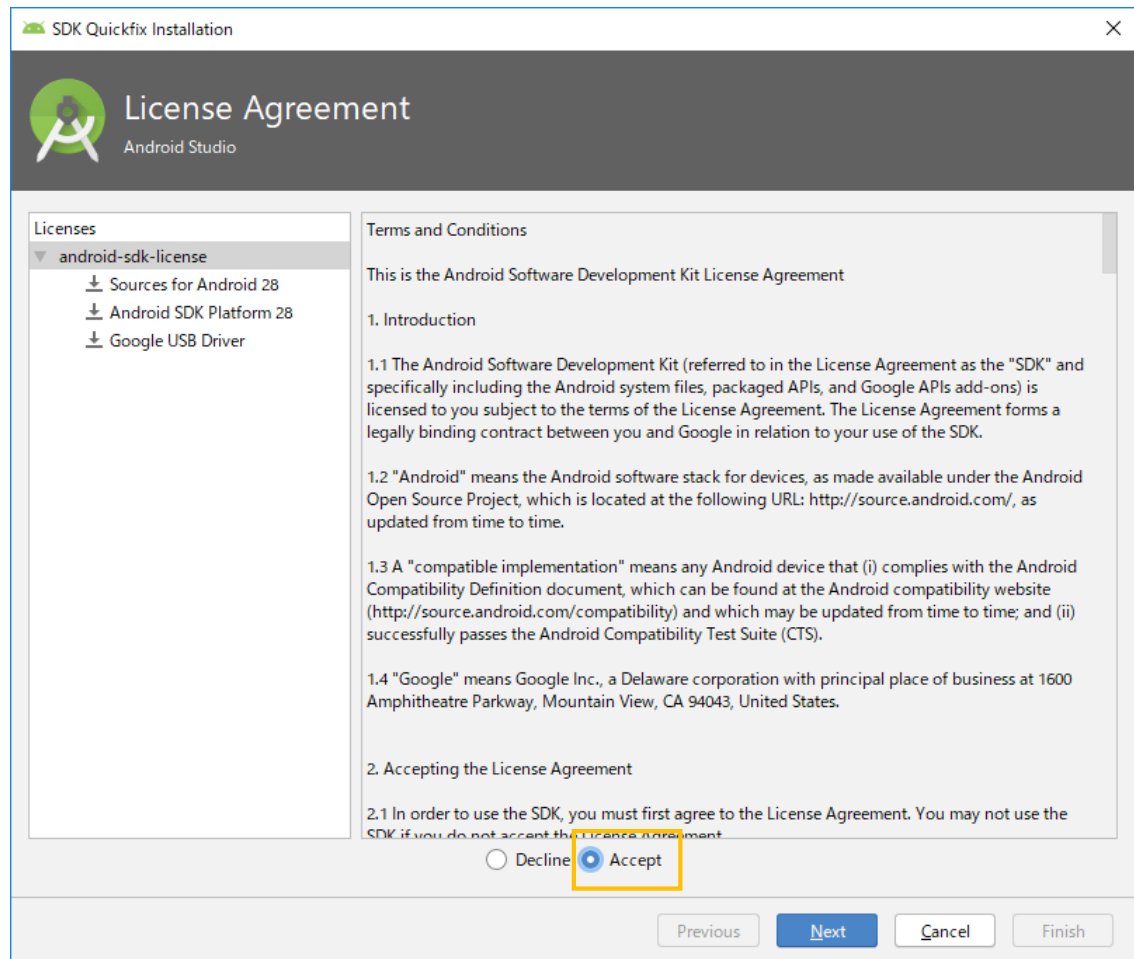 SDK Quickfix Installation
License Agreement
Android Studio
Licenses
android-sdk-license
Sources for Android 28
Android SDK Platform 28
Google USB Driver
Terms and Conditions
This is the Android Software Development Kit License Agreement
1. Introduction
1.1 The Android Software Development Kit (referred to in the License Agreement as the "SDK" and
specifically including the Android system files, packaged APIs, and Google APIs add-ons) is
licensed to you subject to the terms of the License Agreement. The License Agreement forms a
legally binding contract between you and Google in relation to your use of the SDK.
1.2 "Android" means the Android software stack for devices, as made available under the Android
Open Source Project, which is located at the following URL: http://source.android.com/, as
updated from time to time.
1.3 A "compatible implementation" means any Android device that (i) complies with the Android
Compatibility Definition document, which can be found at the Android compatibility website
(http://source.android.com/compatibility) and which may be updated from time to time; and (ii)
successfully passes the Android Compatibility Test Suite (CTS).
1.4 "Google" means Google Inc., a Delaware corporation with principal place of business at 1600
Amphitheatre Parkway, Mountain View, CA 94043, United States.
2. Accepting the License Agreement
2.1 In order to use the SDK, you must first agree to the License Agreement. You may not use the
SDK if you do not accept the License Agreement.
Decline Accept
Previous Next Cancel Finish